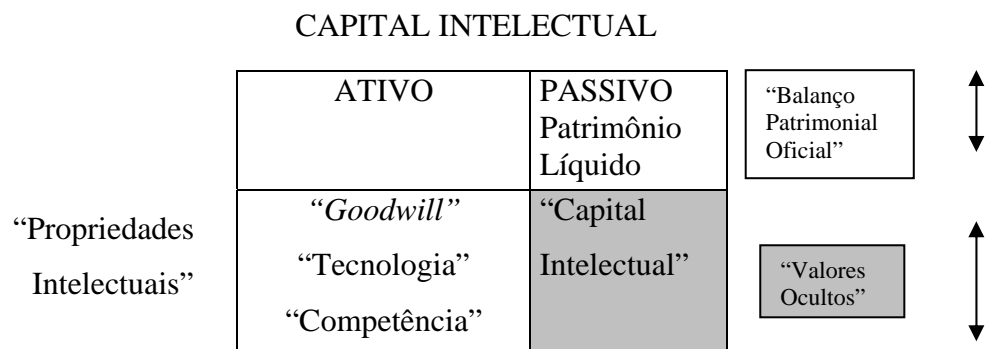 CAPITAL INTELECTUAL
ATIVO
PASSIVO
Patrimônio
Líquido
“Balanço
Patrimonial
Oficial”
“Propriedades
Intelectuais”
“Goodwill”
“Tecnologia”
“Competência”
“Capital
Intelectual”
“Valores
Ocultos”